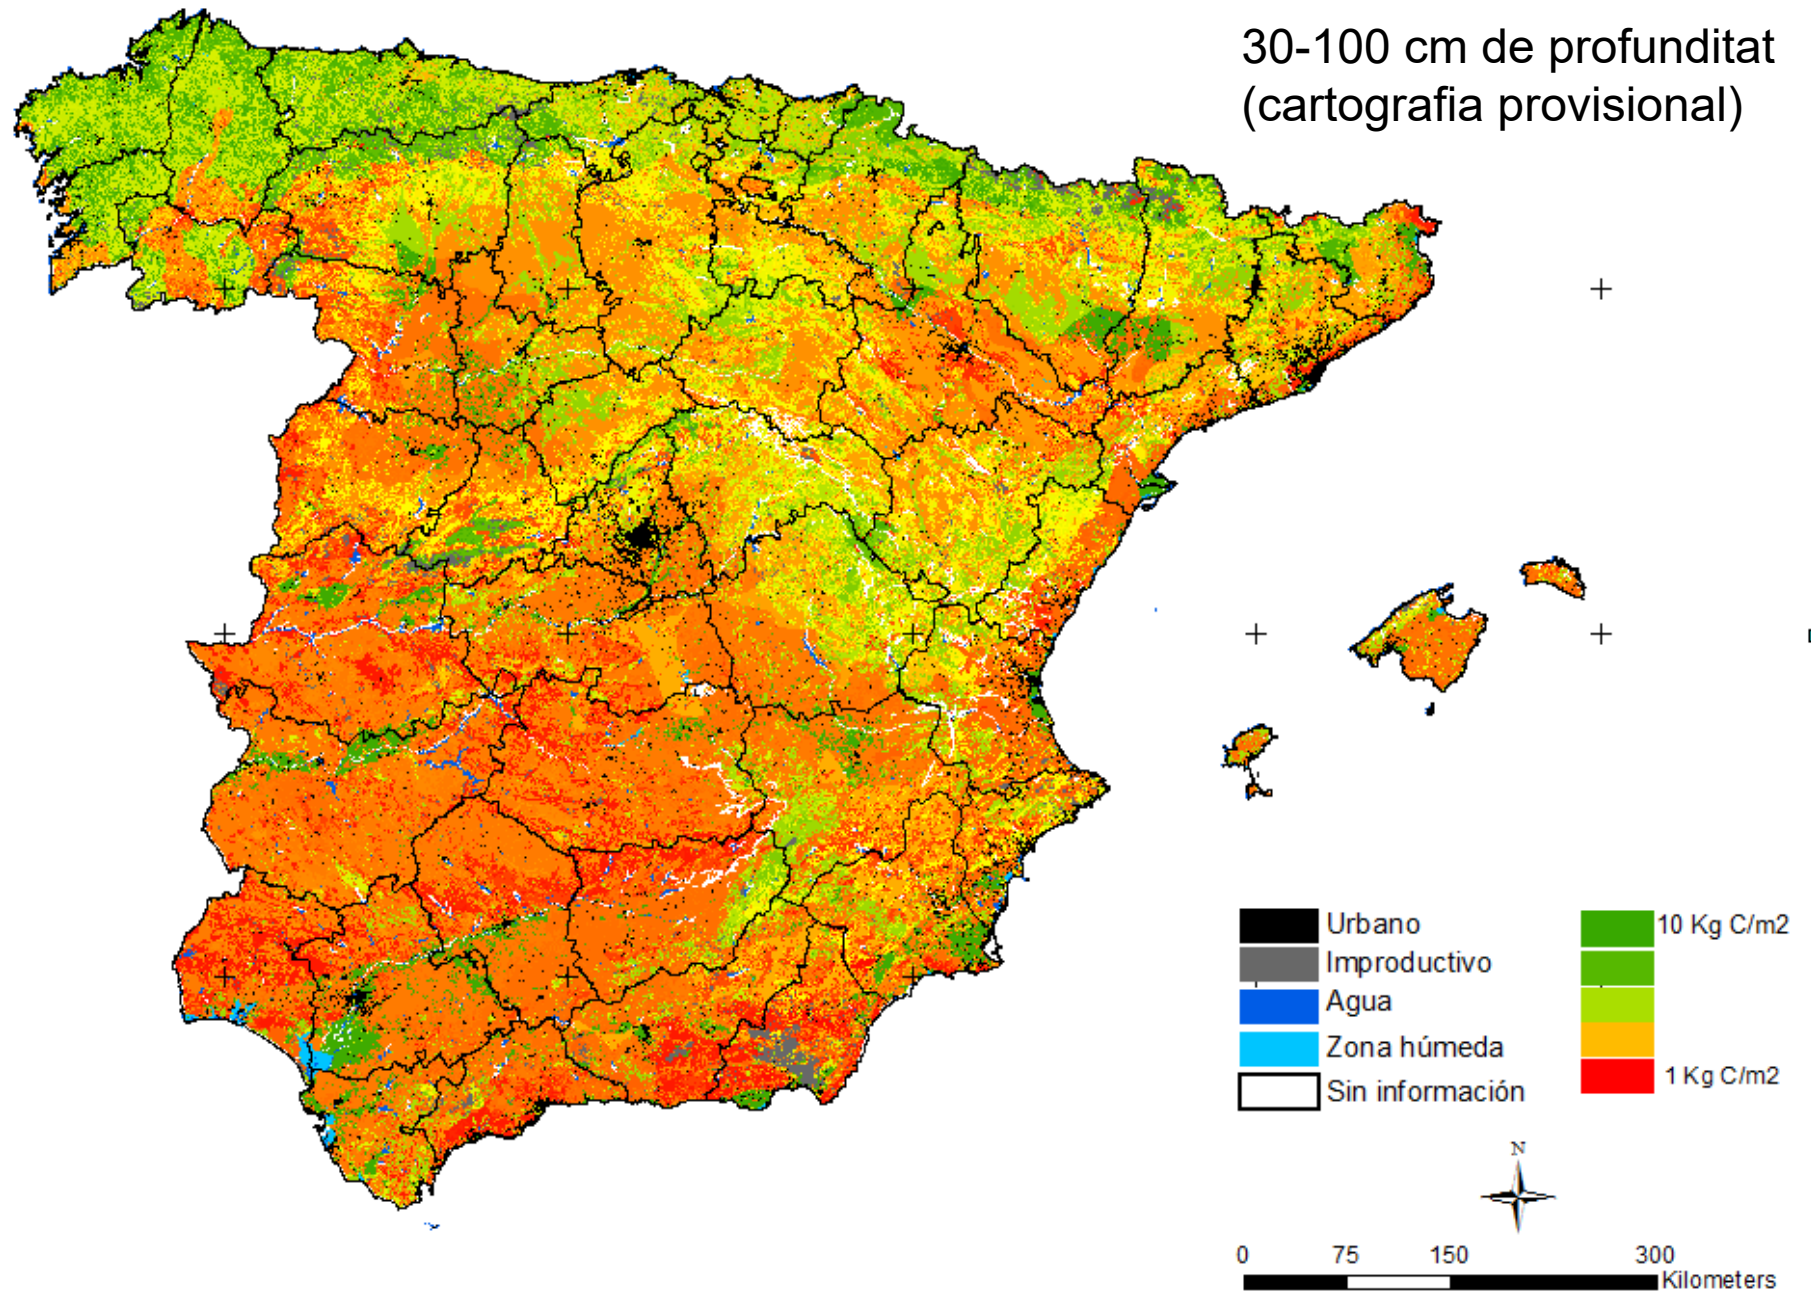 30-100 cm de profunditat
(cartografia provisional)
Urbano
Improductivo
Agua
Zona húmeda
Sin información
10 Kg C/m2
1 Kg C/m2
N
0 75 150 300
Kilometers